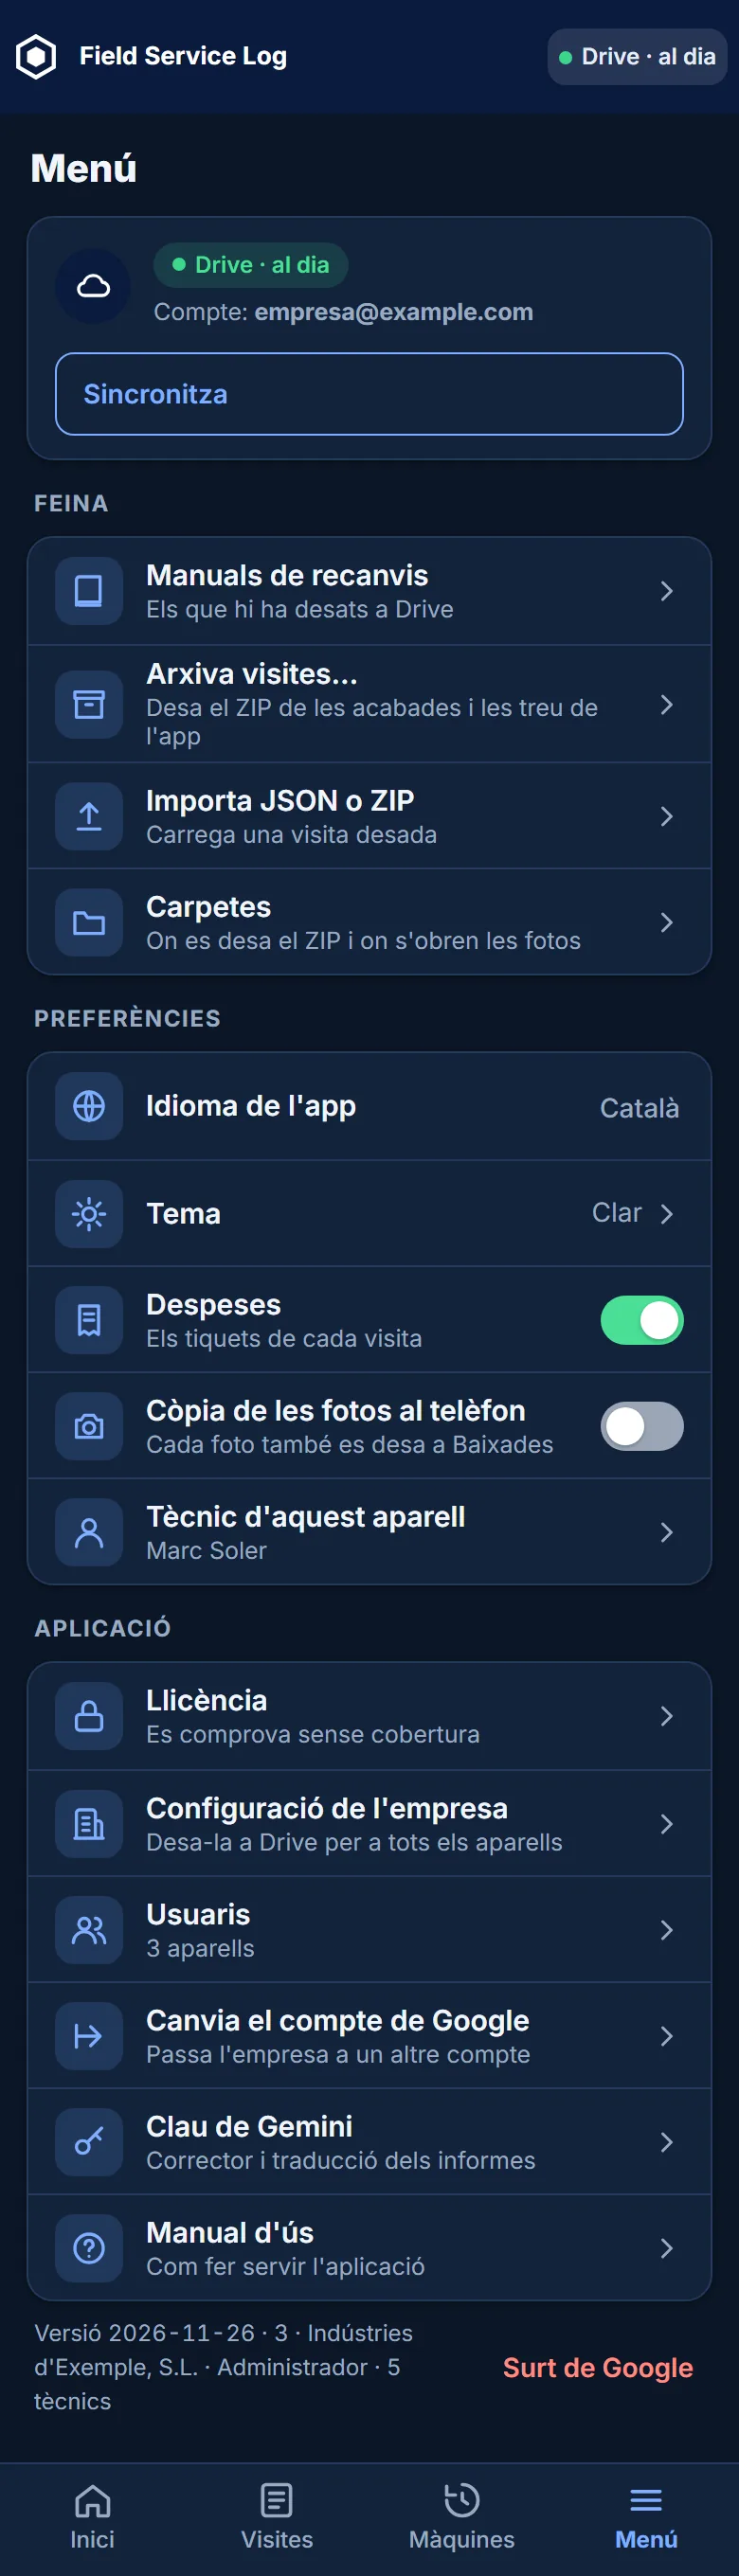 Field Service Log
Drive · al dia
Menú
Drive · al dia
Compte: empresa@example.com
Sincronitza
FEINA
Manuals de recanvis
Els que hi ha desats a Drive
Arxiva visites...
Desa el ZIP de les acabades i les treu de
l'app
Importa JSON o ZIP
Carrega una visita desada
Carpetes
On es desa el ZIP i on s'obren les fotos
PREFERÈNCIES
Idioma de l'app
Català
Tema
Clar
Despeses
Els tiquets de cada visita
Còpia de les fotos al telèfon
Cada foto també es desa a Baixades
Tècnic d'aquest aparell
Marc Soler
APLICACIÓ
Llicència
Es comprova sense cobertura
Configuració de l'empresa
Desa-la a Drive per a tots els aparells
Usuaris
3 aparells
Canvia el compte de Google
Passa l'empresa a un altre compte
Clau de Gemini
Corrector i traducció dels informes
Manual d'ús
Com fer servir l'aplicació
Versió 2026-11-26 · 3 · Indústries
d'Exemple, S.L. · Administrador · 5
tècnics
Surt de Google
Inici
Visites
Màquines
Menú